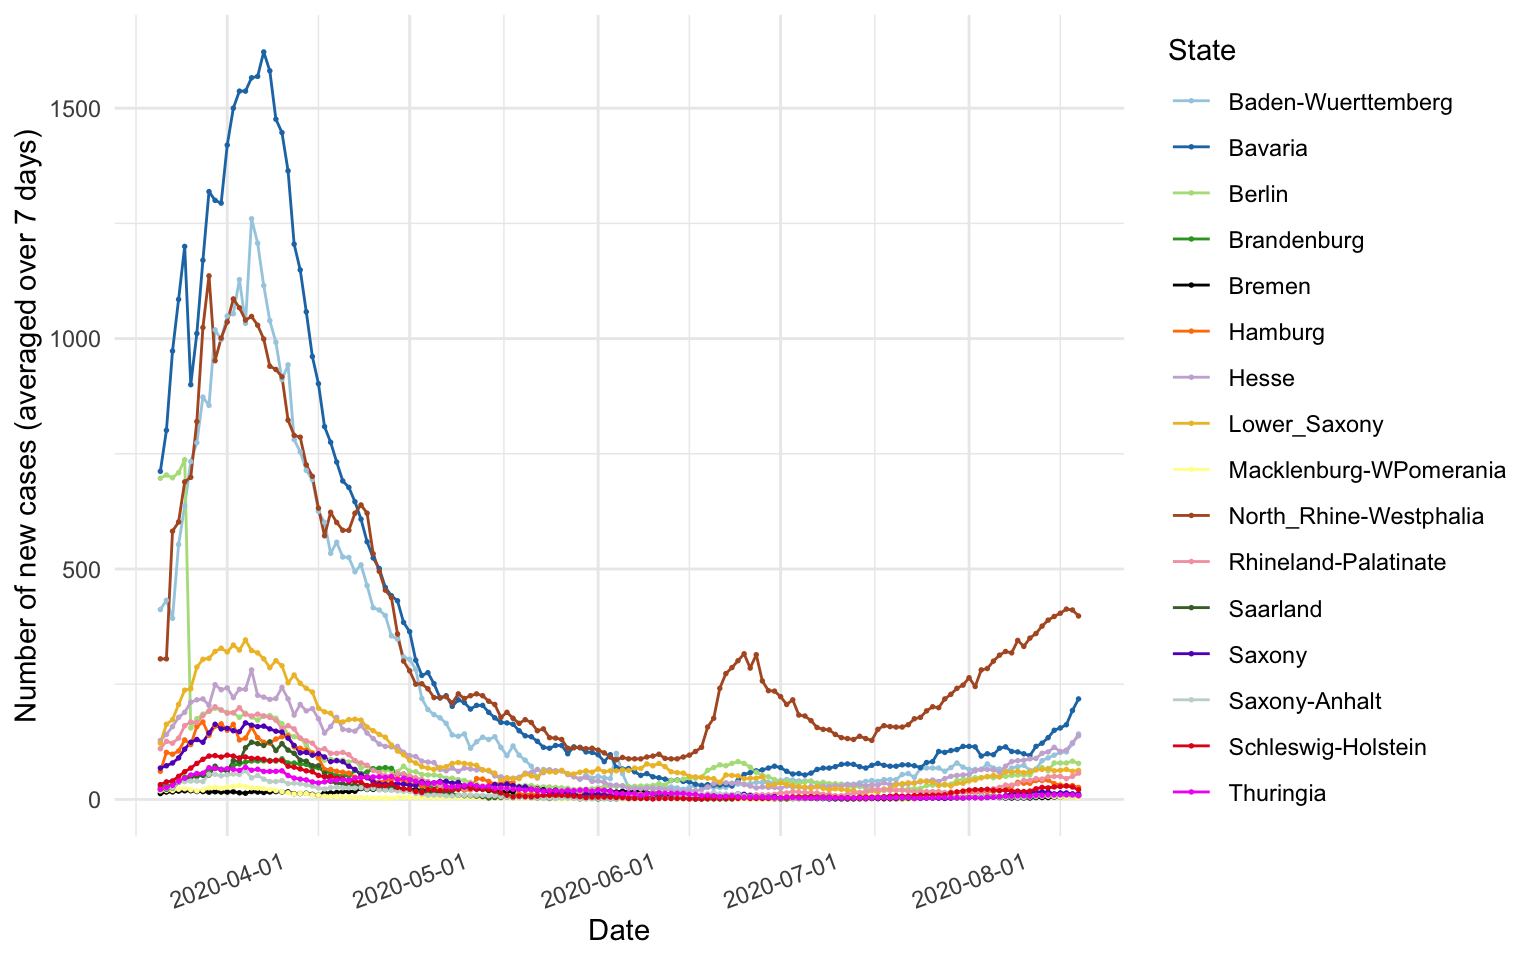 Number of new cases (averaged over 7 days)
1500
1000
500
0
2020-04-01
2020-05-01
2020-06-01
2020-07-01
2020-08-01
Date
State
Baden-Wuerttemberg
Bavaria
Berlin
Brandenburg
Bremen
Hamburg
Hesse
Lower_Saxony
Macklenburg-WPomerania
North_Rhine-Westphalia
Rhineland-Palatinate
Saarland
Saxony
Saxony-Anhalt
Schleswig-Holstein
Thuringia